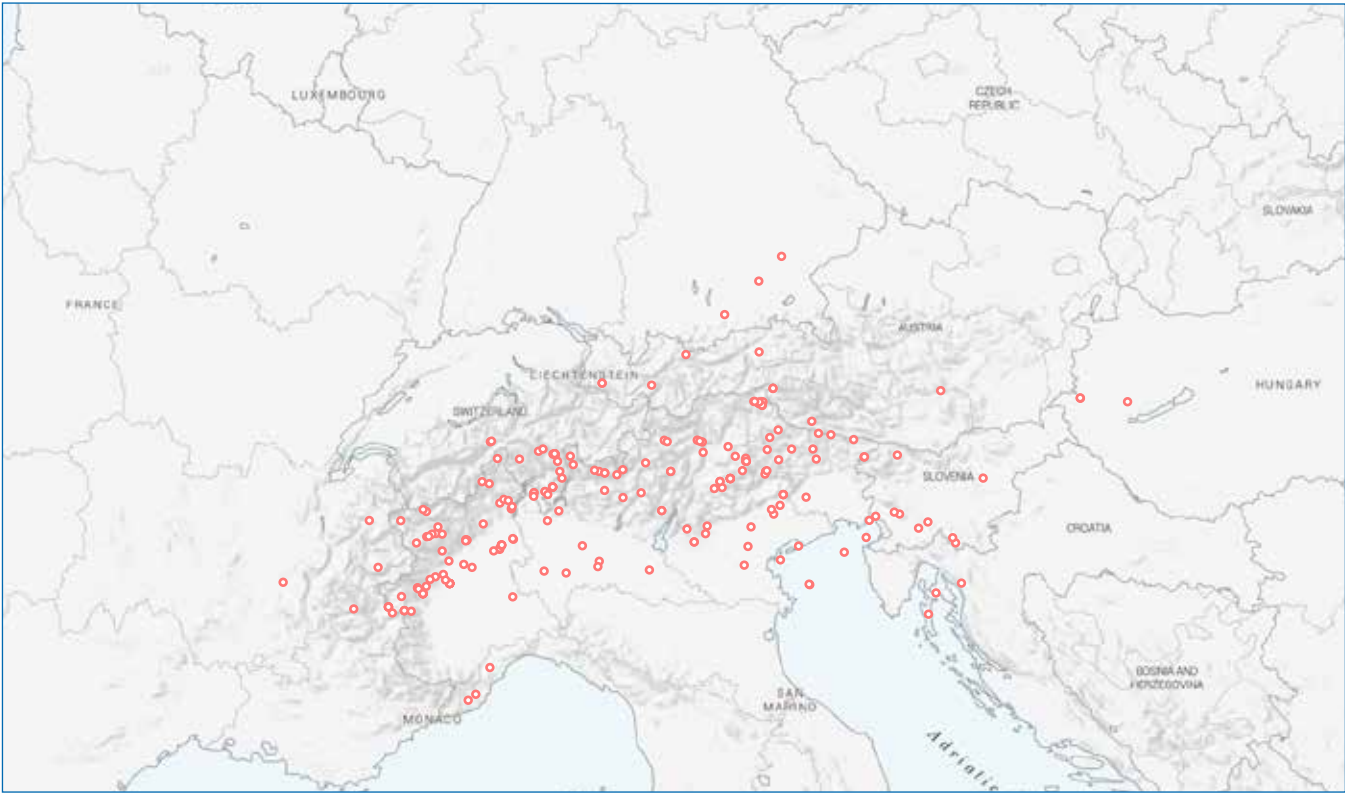 LUXEMBOURG
CZECH
REPUBLIC
SLOVAKIA
FRANCE
AUSTRIA
LIECHTENSTEIN
HUNGARY
SWITZERLAND
SLOVENIA
CROATIA
BOSNIA AND
HERZEGOVINA
SAN
MARINO
MONACO
Adriatic